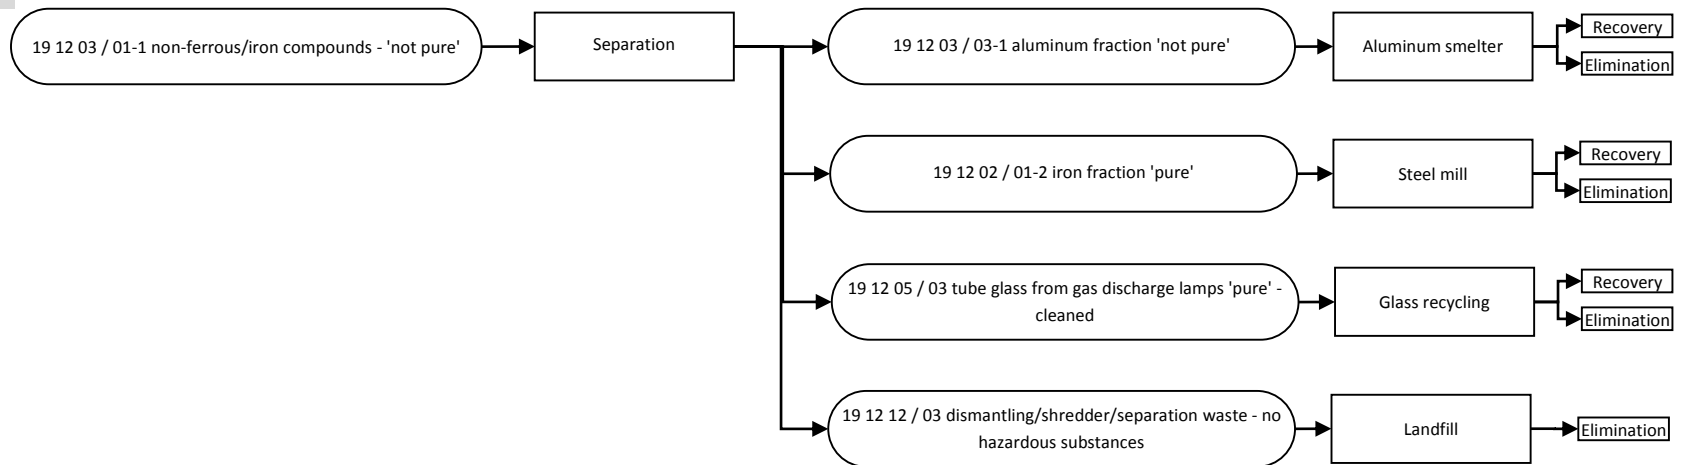 19 12 03 / 01-1 non-ferrous/iron compounds - 'not pure'
Separation
19 12 03 / 03-1 aluminum fraction 'not pure'
Aluminum smelter
Recovery
Elimination
19 12 02 / 01-2 iron fraction 'pure'
Steel mill
Recovery
Elimination
19 12 05 / 03 tube glass from gas discharge lamps 'pure' -
cleaned
Glass recycling
Recovery
Elimination
19 12 12 / 03 dismantling/shredder/separation waste - no
hazardous substances
Landfill
Elimination